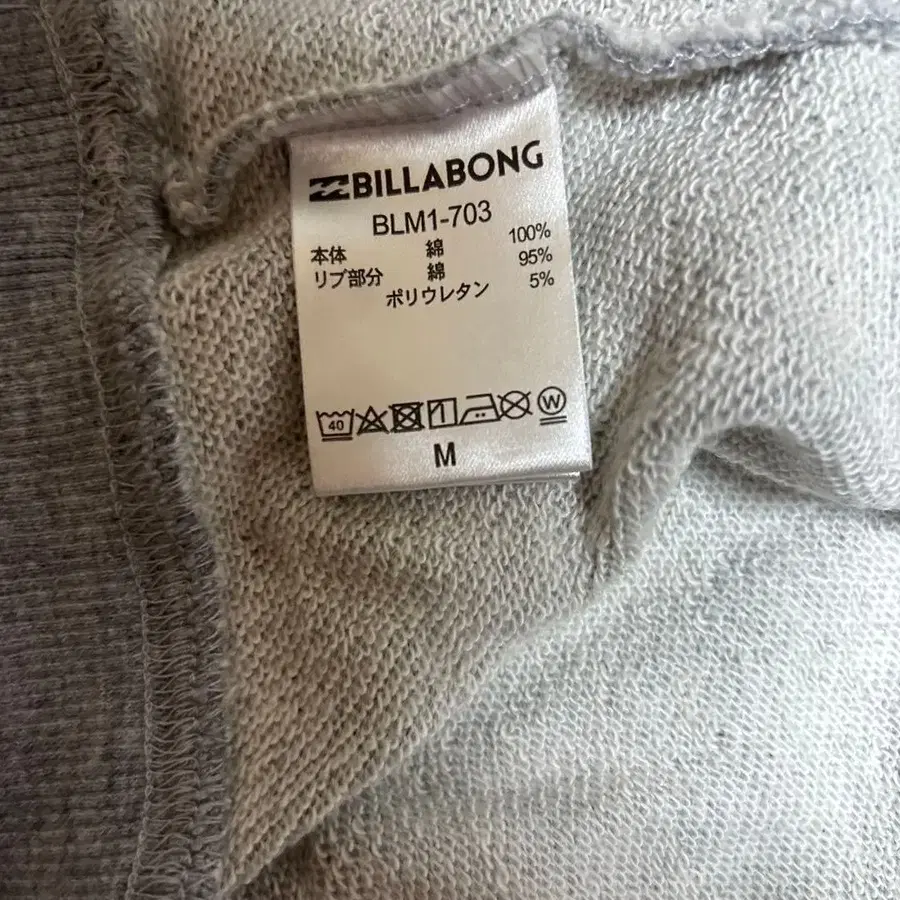 BILLABONG
BLM1-703
本体 綿 100%
リブ部分 綿 95%
ポリウレタン 5%
40 W
M